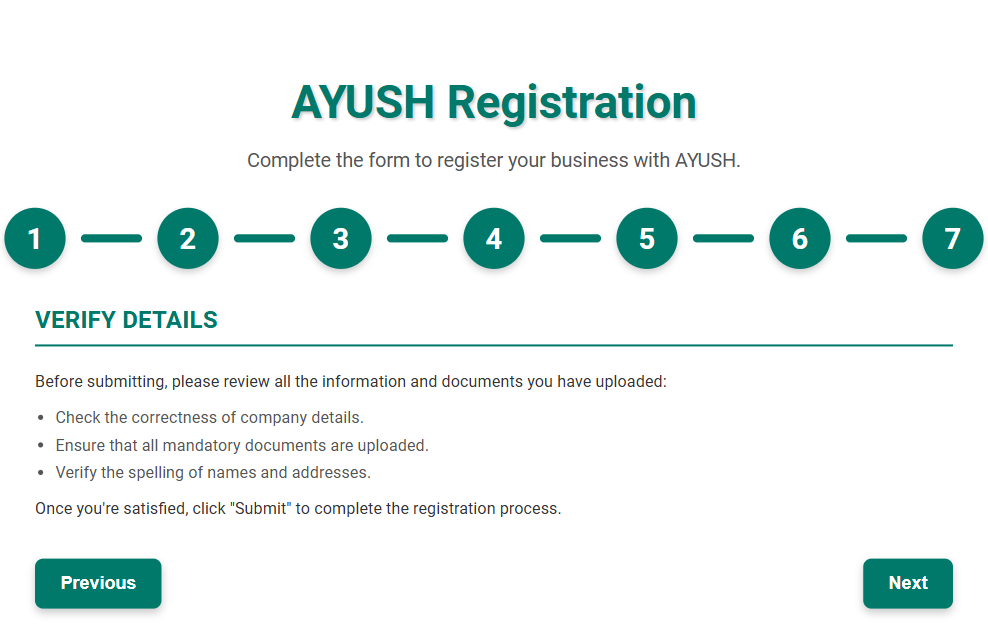 AYUSH Registration
Complete the form to register your business with AYUSH.
1 2 3 4 5 6 7
VERIFY DETAILS
Before submitting, please review all the information and documents you have uploaded:
• Check the correctness of company details.
• Ensure that all mandatory documents are uploaded.
• Verify the spelling of names and addresses.
Once you're satisfied, click "Submit" to complete the registration process.
Previous Next